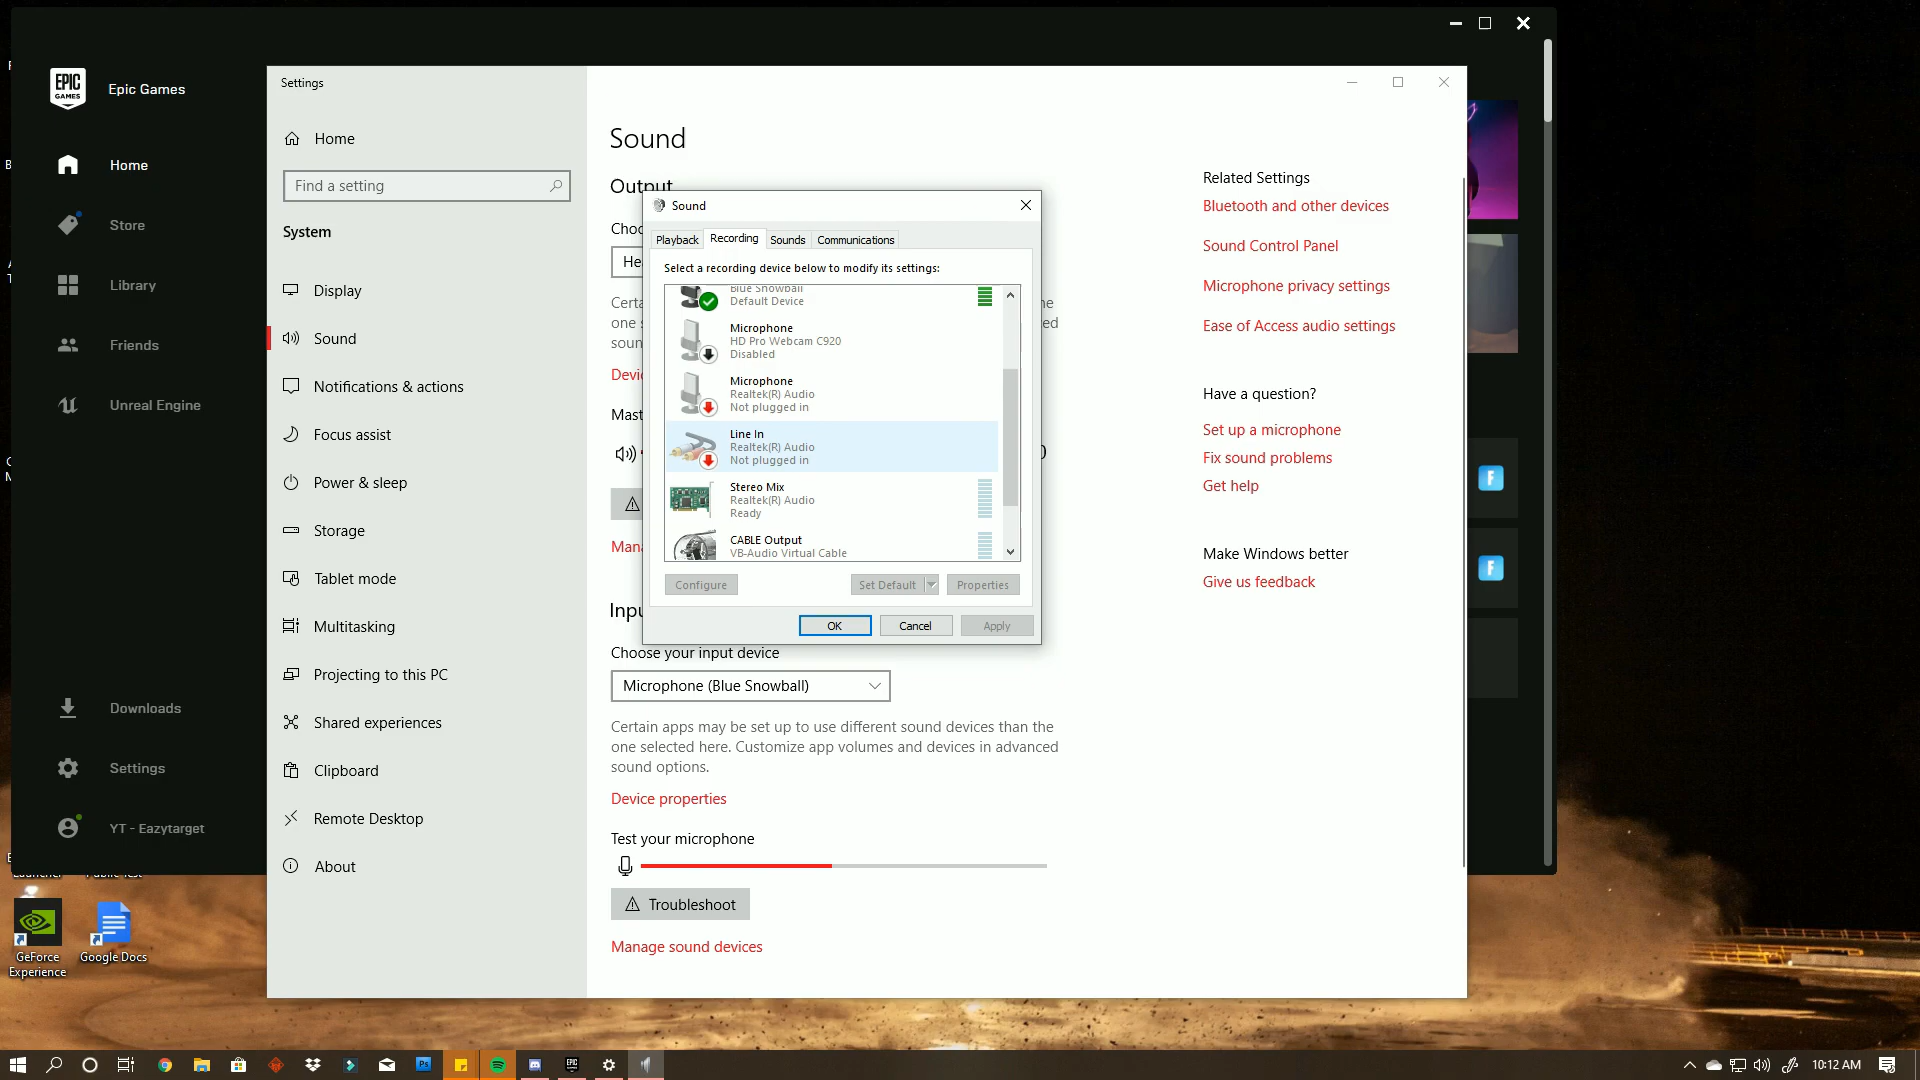 EPIC
GAMES
Epic Games
Home
Store
Library
Friends
Unreal Engine
Downloads
Settings
YT - Eazytarget
Settings
Home
Find a setting
System
Display
Sound
Notifications & actions
Focus assist
Power & sleep
Storage
Tablet mode
Multitasking
Projecting to this PC
Shared experiences
Clipboard
Remote Desktop
About
Sound
Output
Sound
Playback
Recording
Sounds
Communications
Select a recording device below to modify its settings:
Blue Snowball
Default Device
Microphone
HD Pro Webcam C920
Disabled
Microphone
Realtek(R) Audio
Not plugged in
Line In
Realtek(R) Audio
Not plugged in
Stereo Mix
Realtek(R) Audio
Ready
CABLE Output
VB-Audio Virtual Cable
Configure
Set Default
Properties
OK
Cancel
Apply
Choose your input device
Microphone (Blue Snowball)
Certain apps may be set up to use different sound devices than the
one selected here. Customize app volumes and devices in advanced
sound options.
Device properties
Test your microphone
Troubleshoot
Manage sound devices
Related Settings
Bluetooth and other devices
Sound Control Panel
Microphone privacy settings
Ease of Access audio settings
Have a question?
Set up a microphone
Fix sound problems
Get help
Make Windows better
Give us feedback
F
F
GeForce
Experience
Google Docs
Ps
EPIC
10:12 AM